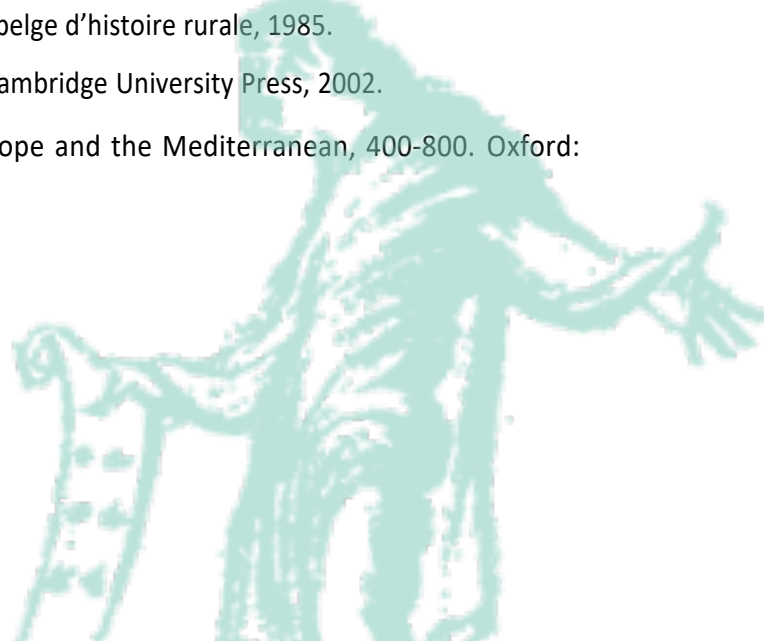 belge d’histoire rurale, 1985.
ambridge University Press, 2002.
ope and the Mediterranean, 400-800. Oxford: